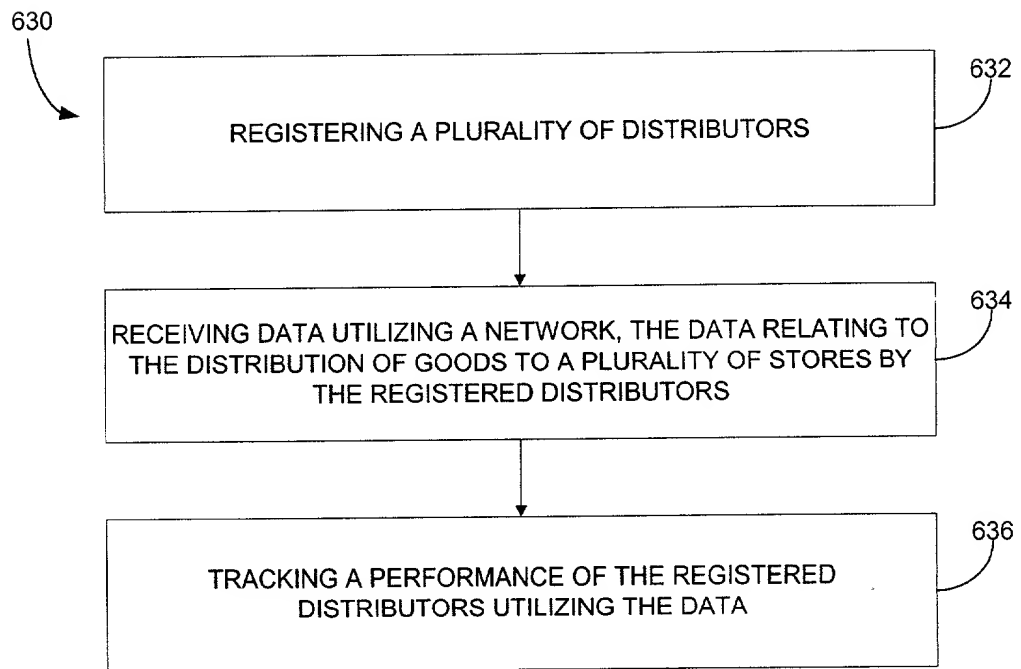 630
632
REGISTERING A PLURALITY OF DISTRIBUTORS
634
RECEIVING DATA UTILIZING A NETWORK, THE DATA RELATING TO
THE DISTRIBUTION OF GOODS TO A PLURALITY OF STORES BY
THE REGISTERED DISTRIBUTORS
636
TRACKING A PERFORMANCE OF THE REGISTERED
DISTRIBUTORS UTILIZING THE DATA